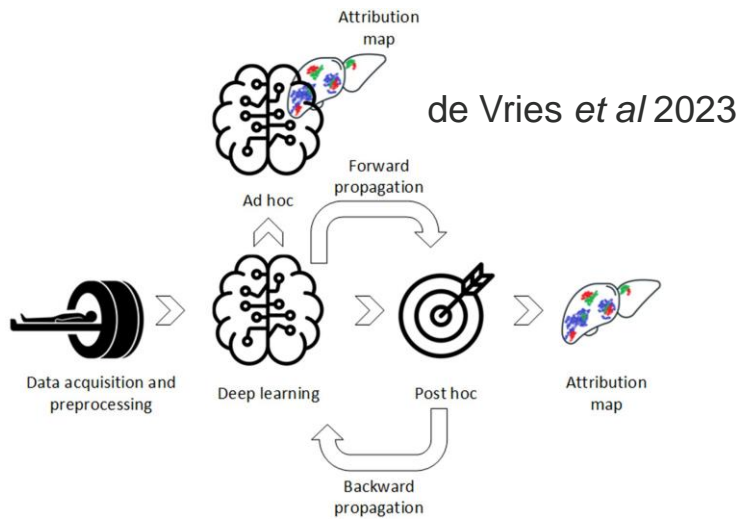 Attribution
map
de Vries et al 2023
Forward
propagation
Ad hoc
Data acquisition and
preprocessing
Deep learning
Post hoc
Attribution
map
Backward
propagation